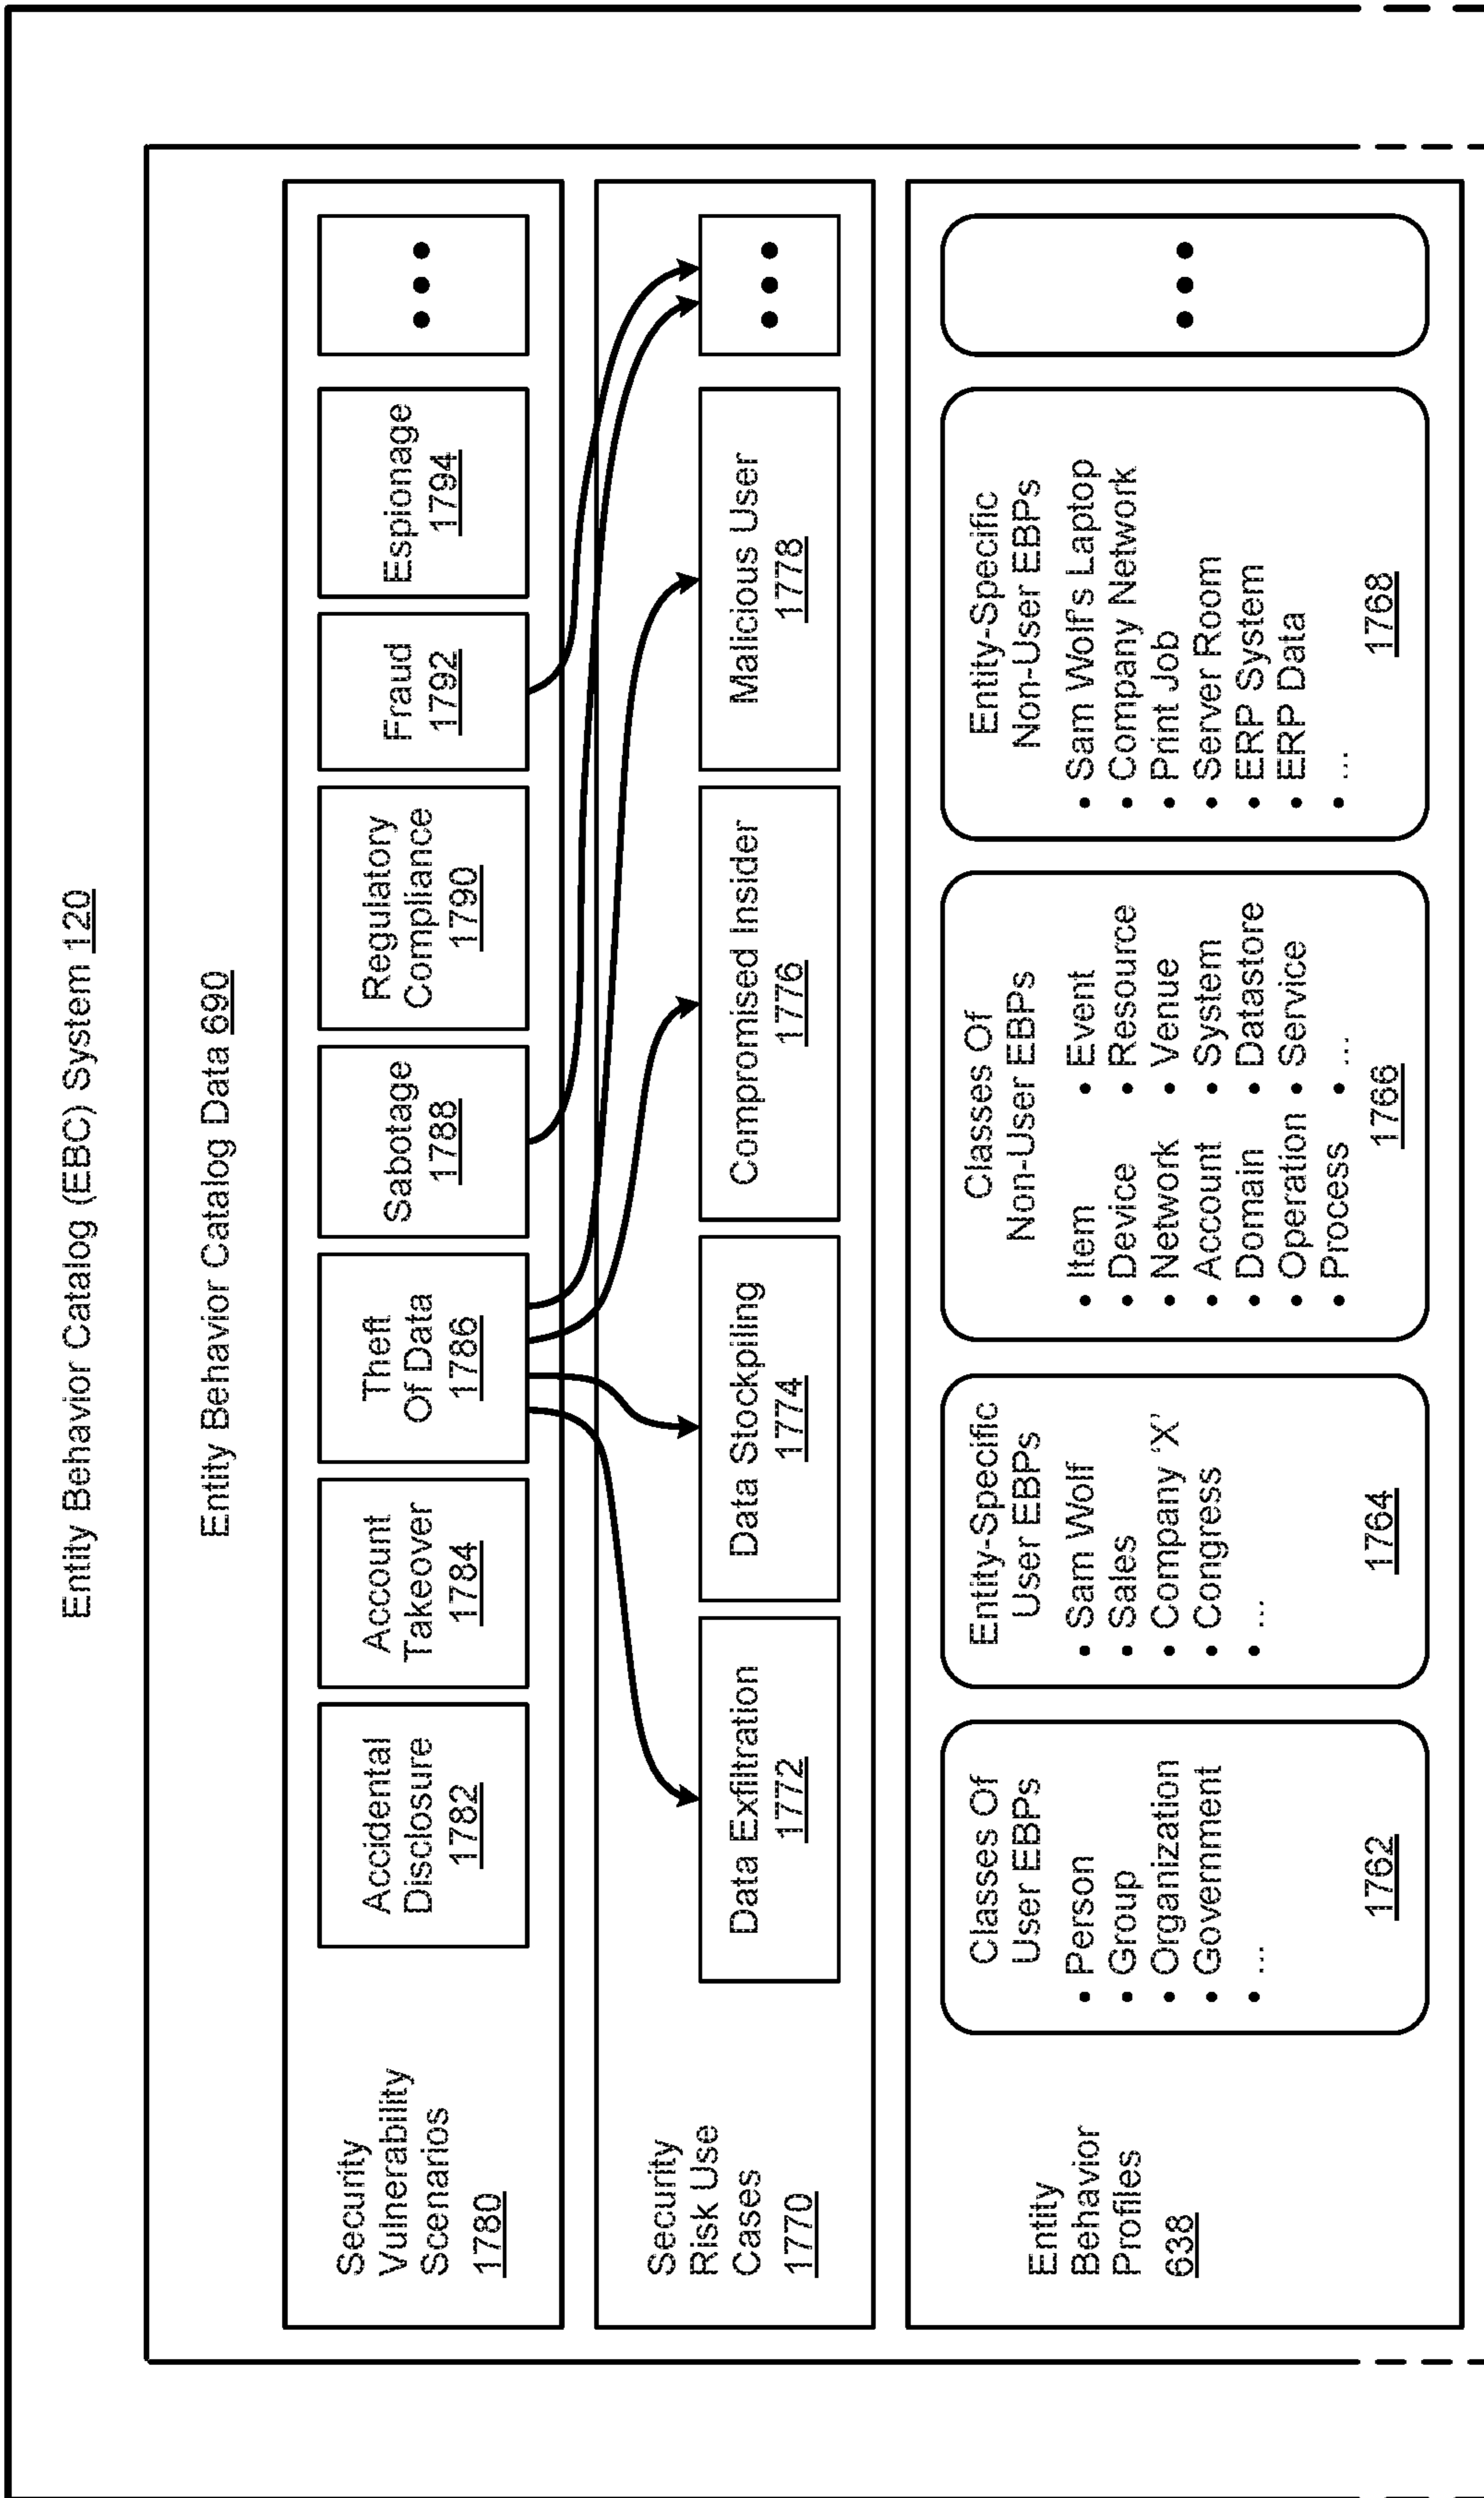 Entity Behavior Catalog (EBC) System 120
Entity Behavior Catalog Data 690
Security
Vulnerability
Scenarios
1780
Accidental
Disclosure
1782
Account
Takeover
1784
Theft
Of Data
1786
Sabotage
1788
Regulatory
Compliance
1790
Fraud
1792
Espionage
1794
•••
Security
Risk Use
Cases
1770
Data Exfiltration
1772
Data Stockpiling
1774
Compromised Insider
1776
Malicious User
1778
•••
Entity
Behavior
Profiles
638
Classes Of
User EBPs
• Person
• Group
• Organization
• Government
• ...
1762
Entity-Specific
User EBPs
• Sam Wolf
• Sales
• Company ‘X’
• Congress
• ...
1764
Classes Of
Non-User EBPs
• Item • Event
• Device • Resource
• Network • Venue
• Account • System
• Domain • Datastore
• Operation • Service
• Process • ...
1766
Entity-Specific
Non-User EBPs
• Sam Wolf's Laptop
• Company Network
• Print Job
• Server Room
• ERP System
• ERP Data
• ...
1768
•••